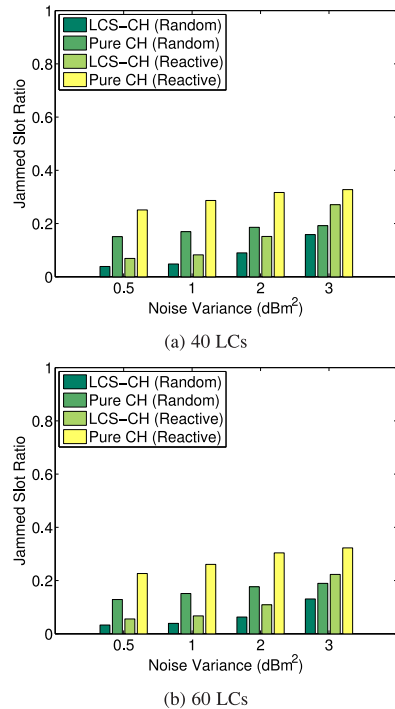 1
0.8
0.6
0.4
0.2
0
Jammed Slot Ratio
LCS−CH (Random)
Pure CH (Random)
LCS−CH (Reactive)
Pure CH (Reactive)
0.5 1 2 3
Noise Variance (dBm²)
(a) 40 LCs
1
0.8
0.6
0.4
0.2
0
Jammed Slot Ratio
LCS−CH (Random)
Pure CH (Random)
LCS−CH (Reactive)
Pure CH (Reactive)
0.5 1 2 3
Noise Variance (dBm²)
(b) 60 LCs